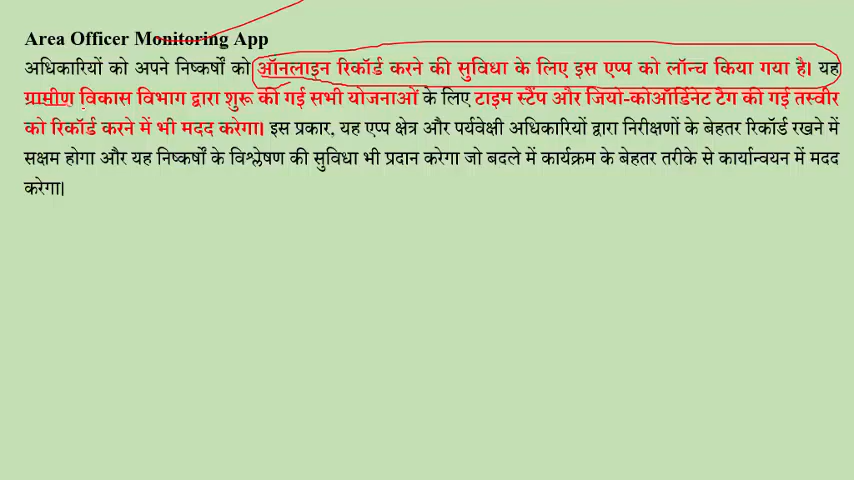 Area Officer Monitoring App
अधिकारियों को अपने निष्कर्षों को ऑनलाइन रिकॉर्ड करने की सुविधा के लिए इस एप्प को लॉन्च किया गया है। यह
ग्रामीण विकास विभाग द्वारा शुरू की गई सभी योजनाओं के लिए टाइम स्टैंप और जियो-कोऑर्डिनेट टैग की गई तस्वीर
को रिकॉर्ड करने में भी मदद करेगा। इस प्रकार, यह एप्प क्षेत्र और पर्यवेक्षी अधिकारियों द्वारा निरीक्षणों के बेहतर रिकॉर्ड रखने में
सक्षम होगा और यह निष्कर्षों के विश्लेषण की सुविधा भी प्रदान करेगा जो बदले में कार्यक्रम के बेहतर तरीके से कार्यान्वयन में मदद
करेगा।